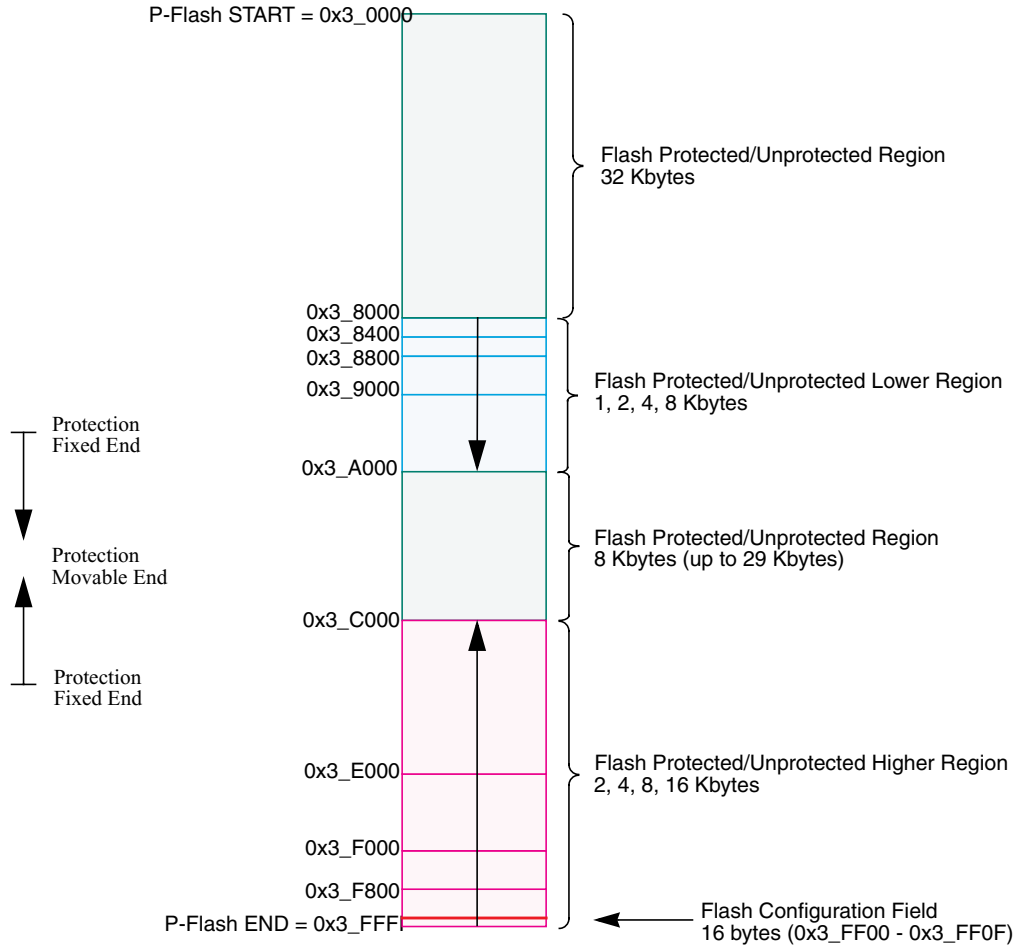 P-Flash START = 0x3_0000
Flash Protected/Unprotected Region
32 Kbytes
0x3_8000
0x3_8400
0x3_8800
0x3_9000
Flash Protected/Unprotected Lower Region
1, 2, 4, 8 Kbytes
Protection
Fixed End
0x3_A000
Protection
Movable End
Flash Protected/Unprotected Region
8 Kbytes (up to 29 Kbytes)
0x3_C000
Protection
Fixed End
0x3_E000
Flash Protected/Unprotected Higher Region
2, 4, 8, 16 Kbytes
0x3_F000
0x3_F800
P-Flash END = 0x3_FFFF
Flash Configuration Field
16 bytes (0x3_FF00 - 0x3_FF0F)